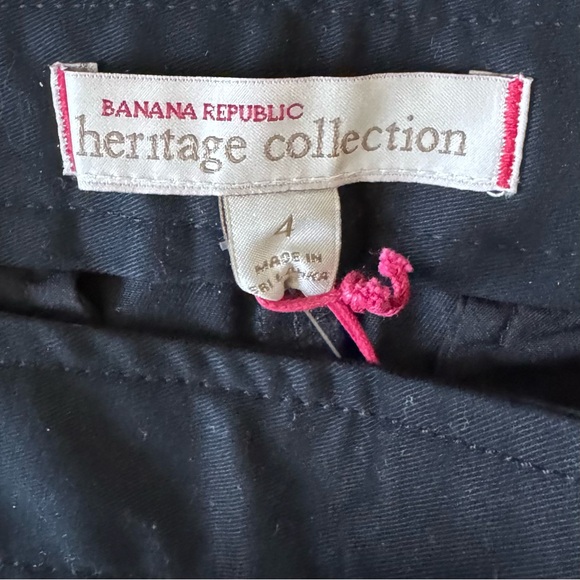 BANANA REPUBLIC
heritage collection
4
MADE IN
SRI LANKA